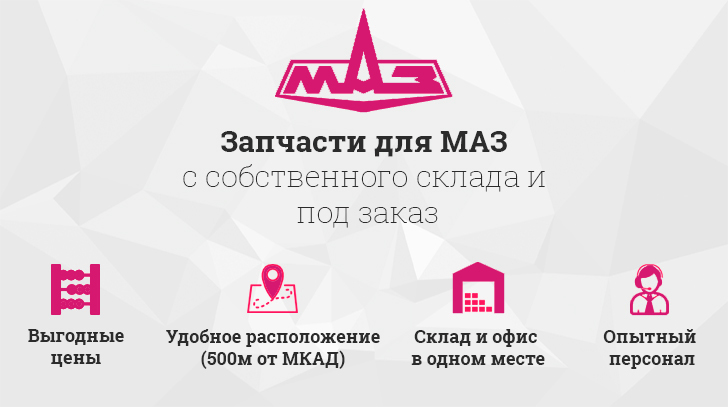 МАЗ
Запчасти для МАЗ
с собственного склада и
под заказ
Выгодные
цены
Удобное расположение
(500м от МКАД)
Склад и офис
в одном месте
Опытный
персонал